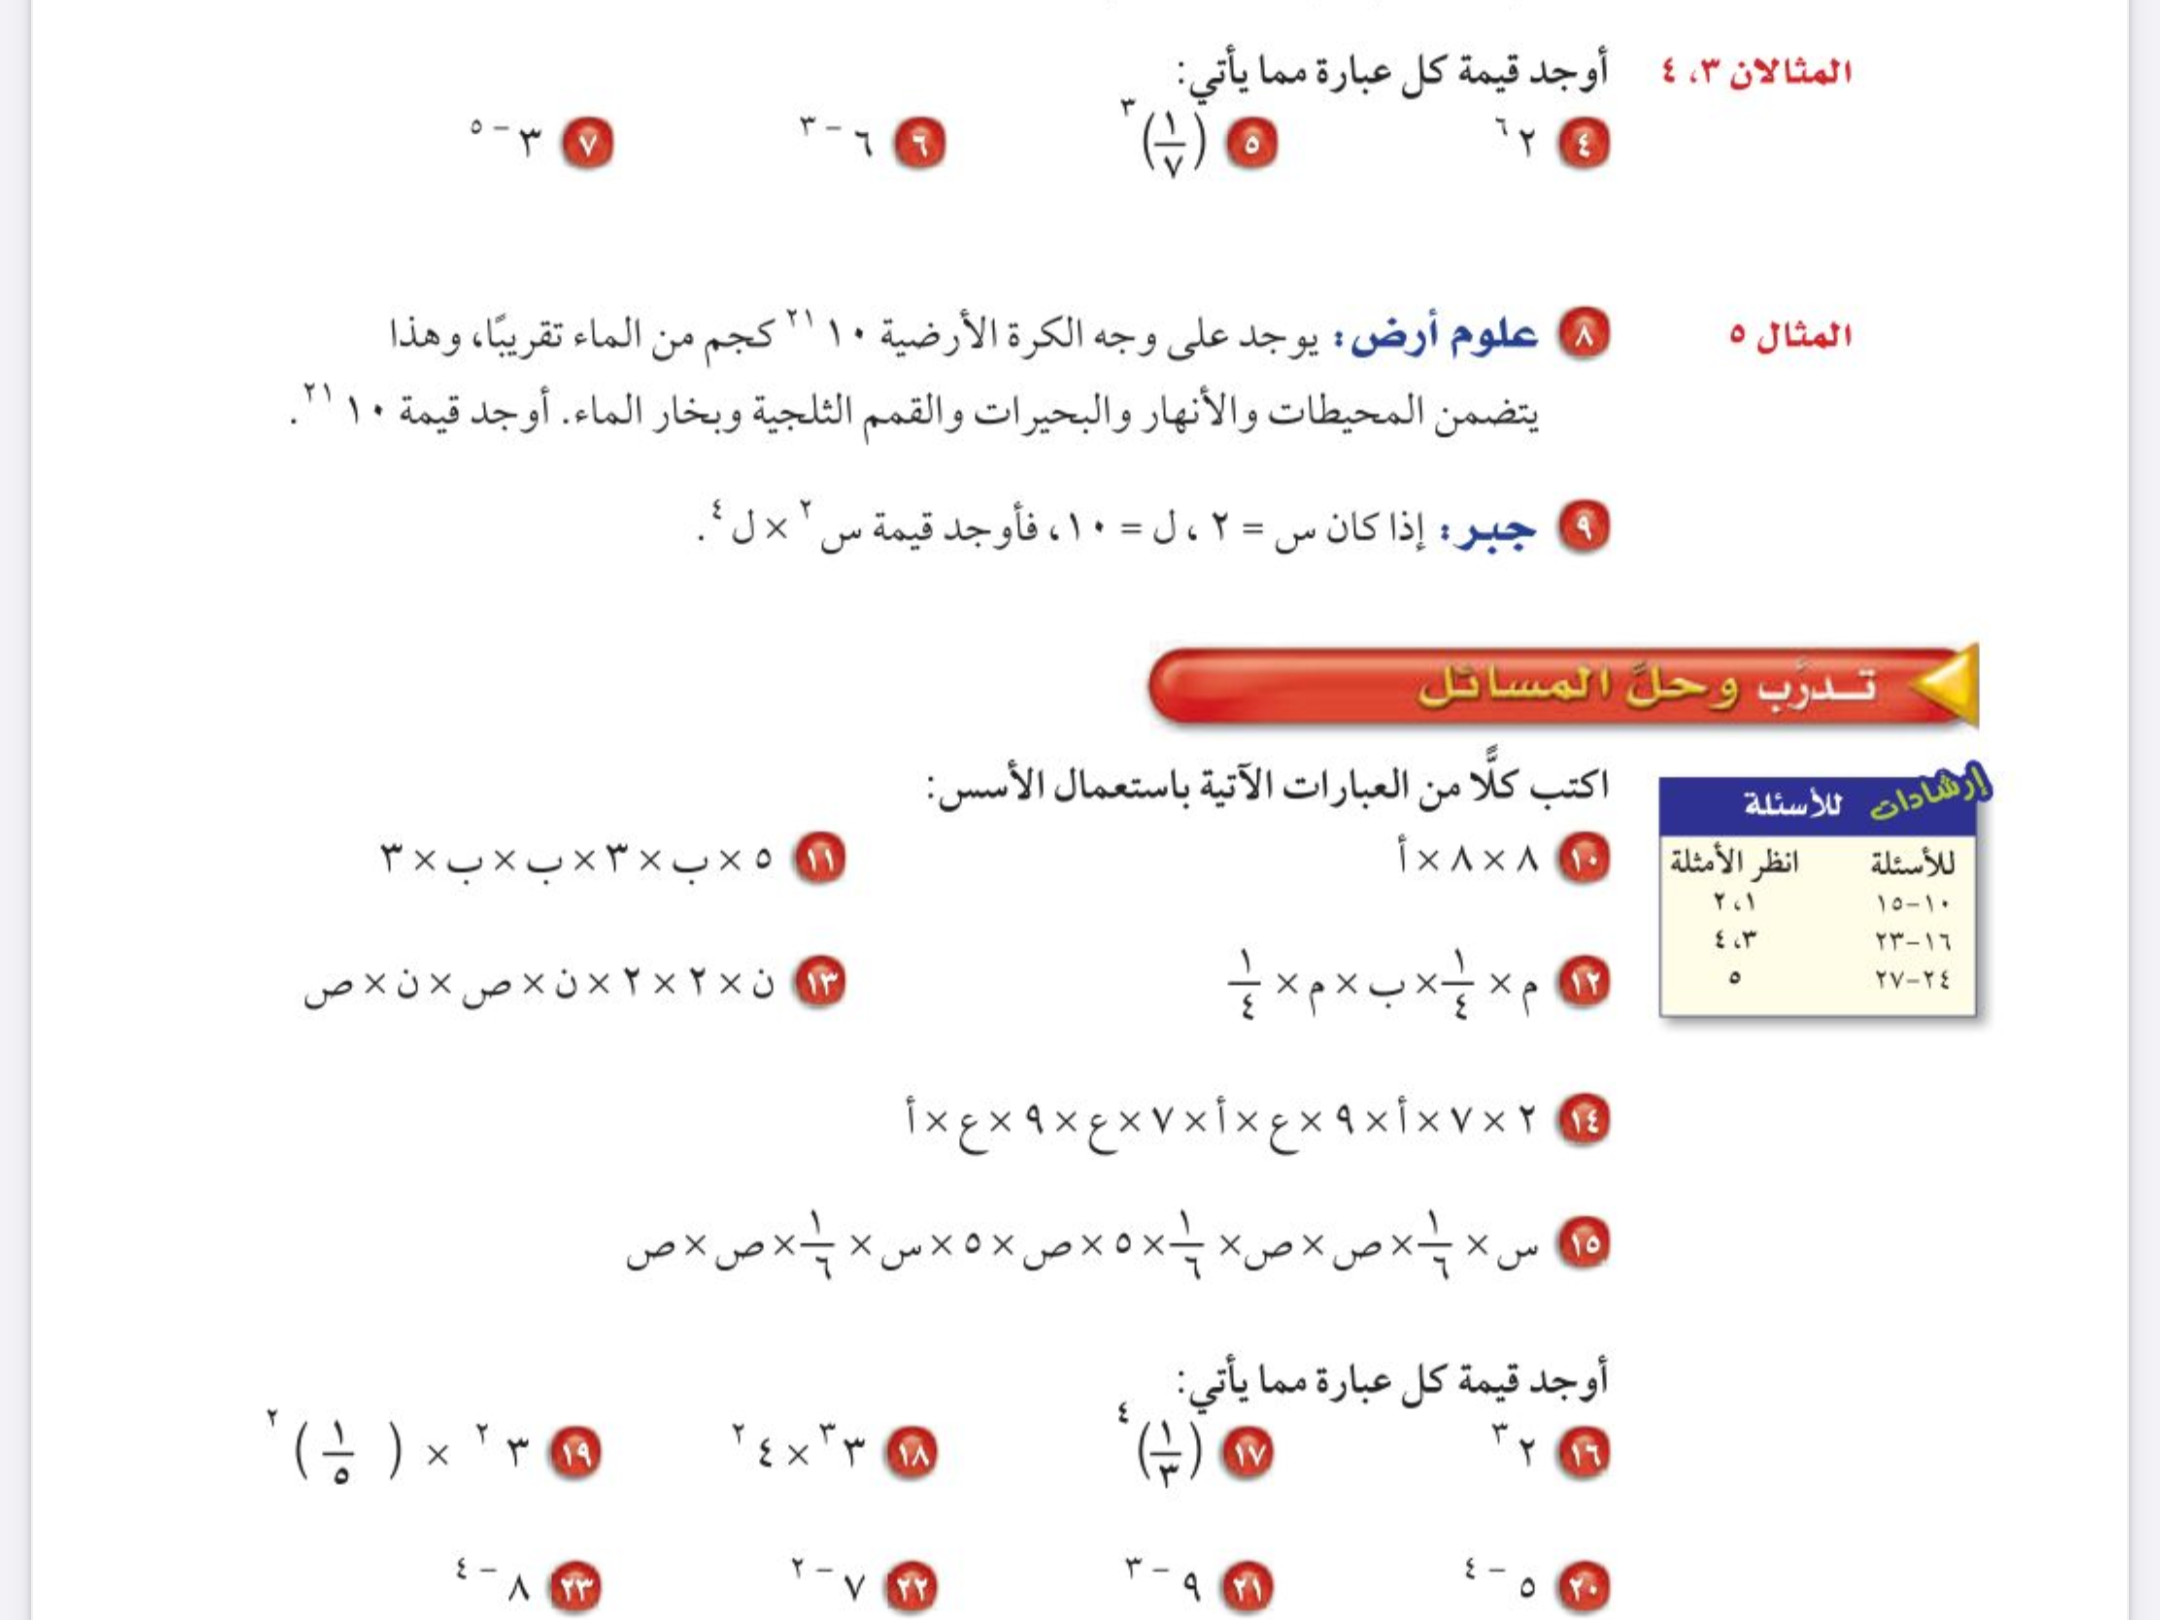 المثالان ٣، ٤ أوجد قيمة كل عبارة مما يأتي:
٤ ٢^٦ ٥ (١/٧)^٣ ٦ ٦^-٣ ٧ ٣^-٥
المثال ٥ ٨ علوم أرض: يوجد على وجه الكرة الأرضية ١٠^٢١ كجم من الماء تقريبًا، وهذا
يتضمن المحيطات والأنهار والبحيرات والقمم الثلجية وبخار الماء. أوجد قيمة ١٠^٢١.
٩ جبر: إذا كان س = ٢، ل = ١٠، فأوجد قيمة س^٢ × ل^٤.
تـدرَّب وحلَّ المسائل
إرشادات للأسئلة
للأسئلة انظر الأمثلة
١٠–١٥ ١، ٢
١٦–٢٣ ٣، ٤
٢٤–٢٧ ٥
اكتب كلًّا من العبارات الآتية باستعمال الأسس:
١٠ ٨ × ٨ × أ ١١ ٥ × ب × ٣ × ب × ب × ٣
١٢ م × ١/٤ × ب × م × ١/٤ ١٣ ن × ٢ × ٢ × ن × ص × ن × ص
١٤ ٢ × ٧ × أ × ٩ × ع × أ × ٧ × ع × ٩ × ع × أ
١٥ س × ١/٦ × ص × ص × ١/٦ × ٥ × ص × ٥ × س × ١/٦ × ص × ص
أوجد قيمة كل عبارة مما يأتي:
١٦ ٢^٣ ١٧ (١/٣)^٤ ١٨ ٣^٣ × ٤^٢ ١٩ ٣^٢ × (١/٥)^٢
٢٠ ٥^-٤ ٢١ ٩^-٣ ٢٢ ٧^-٢ ٢٣ ٨^-٤